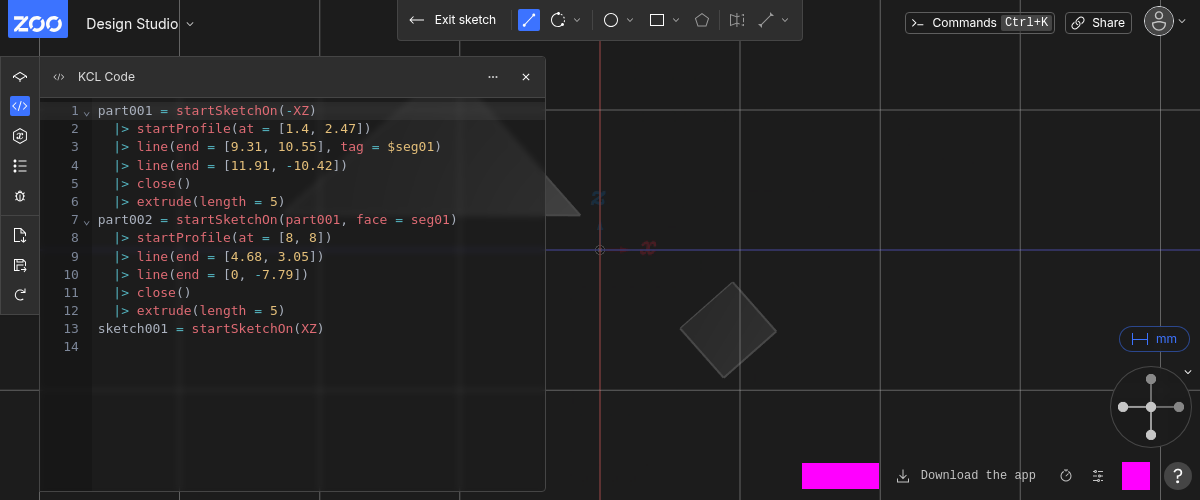 ZOO
Design Studio
Exit sketch
Commands Ctrl+K
Share
KCL Code
1 part001 = startSketchOn(-XZ)
2 |> startProfile(at = [1.4, 2.47])
3 |> line(end = [9.31, 10.55], tag = $seg01)
4 |> line(end = [11.91, -10.42])
5 |> close()
6 |> extrude(length = 5)
7 part002 = startSketchOn(part001, face = seg01)
8 |> startProfile(at = [8, 8])
9 |> line(end = [4.68, 3.05])
10 |> line(end = [0, -7.79])
11 |> close()
12 |> extrude(length = 5)
13 sketch001 = startSketchOn(XZ)
14
z
x
mm
Download the app
?